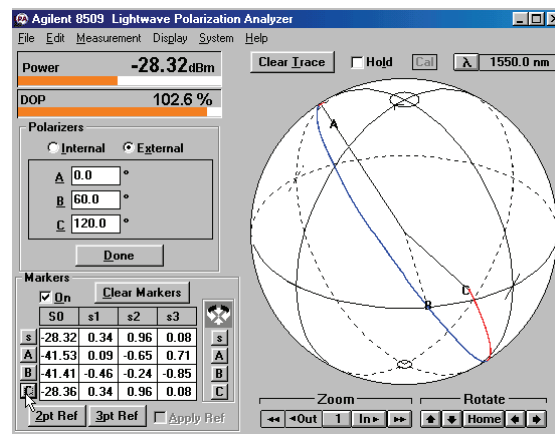 Agilent 8509 Lightwave Polarization Analyzer
File Edit Measurement Display System Help
Power -28.32dBm
DOP 102.6 %
Clear Trace Hold Cal λ 1550.0 nm
Polarizers
Internal External
A 0.0 °
B 60.0 °
C 120.0 °
Done
Markers
On Clear Markers
S0 s1 s2 s3
s -28.32 0.34 0.96 0.08 s
A -41.53 0.09 -0.65 0.71 A
B -41.41 -0.46 -0.24 -0.85 B
C -28.36 0.34 0.96 0.08 C
2pt Ref 3pt Ref Apply Ref
A
C
B
Zoom Rotate
Out 1 In Home